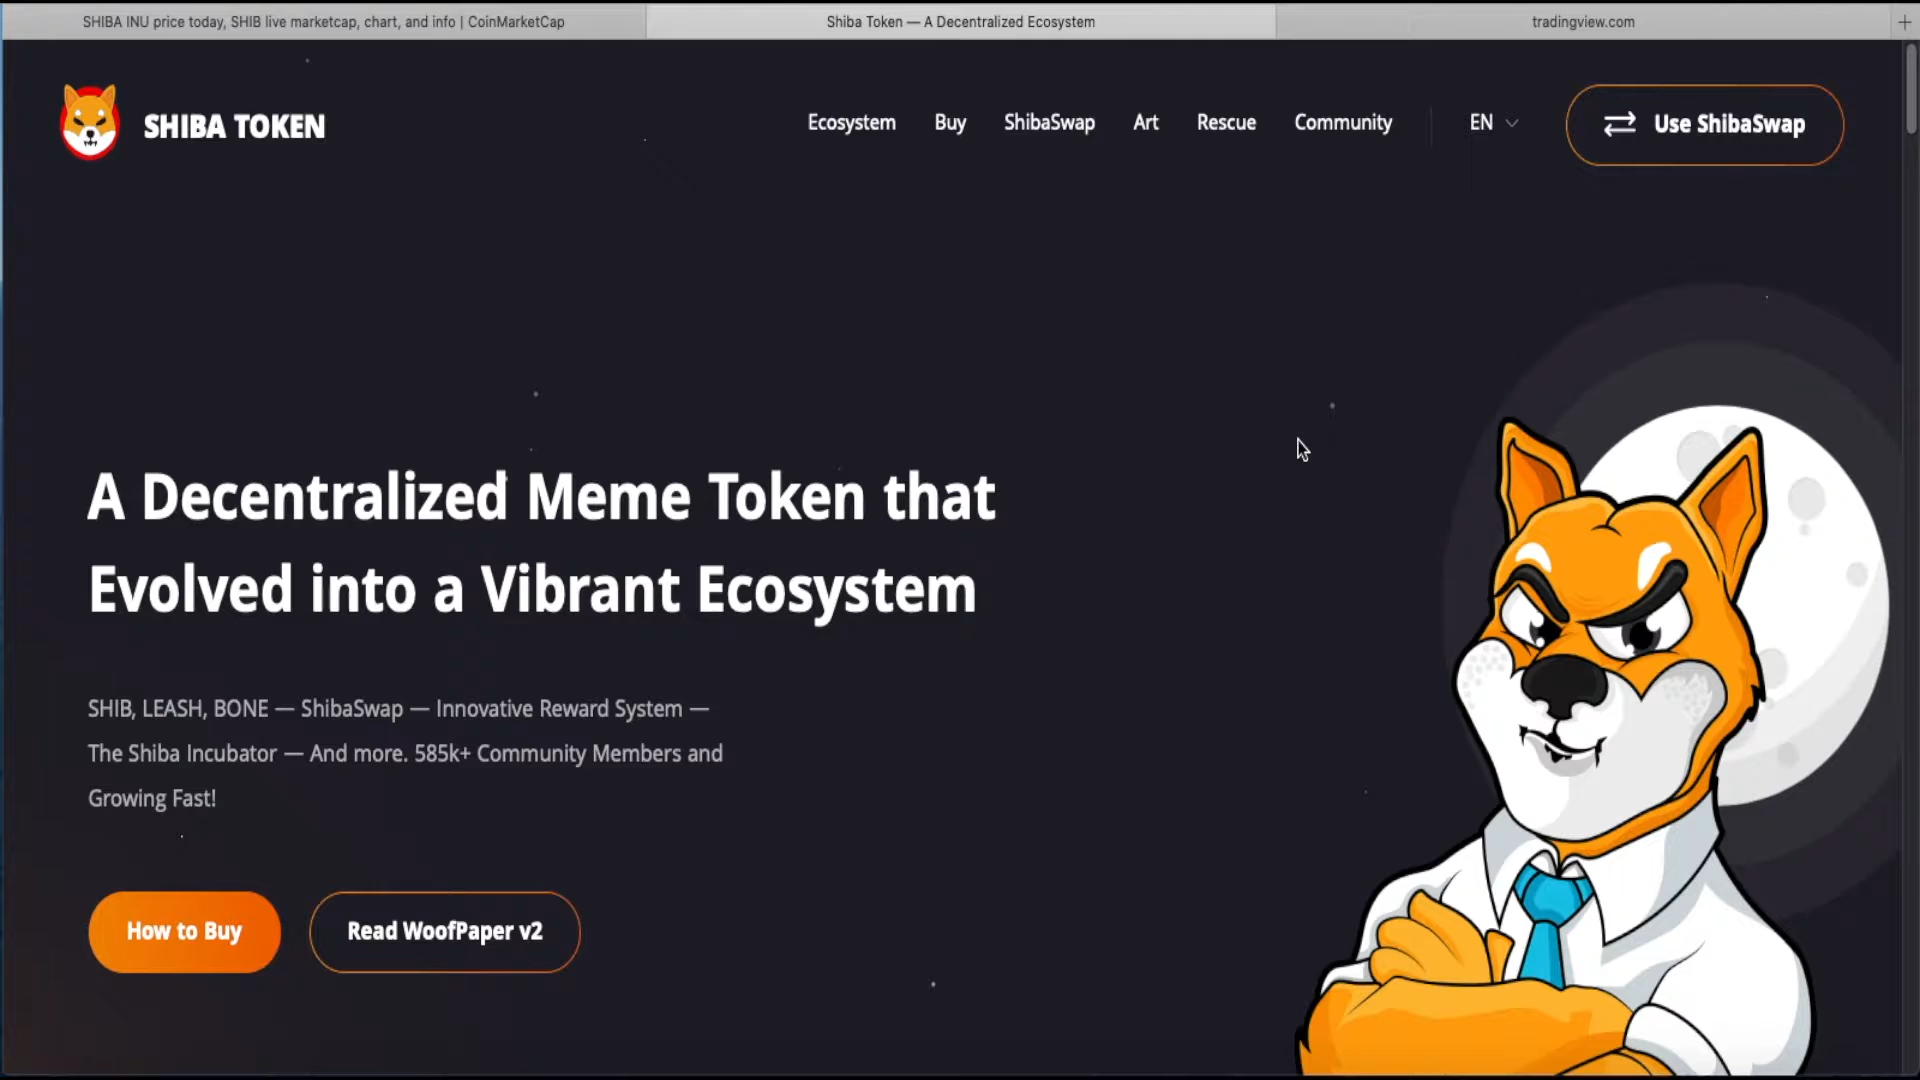 SHIBA INU price today, SHIB live marketcap, chart, and info | CoinMarketCap
Shiba Token — A Decentralized Ecosystem
tradingview.com
SHIBA TOKEN
Ecosystem
Buy
ShibaSwap
Art
Rescue
Community
EN
Use ShibaSwap
A Decentralized Meme Token that
Evolved into a Vibrant Ecosystem
SHIB, LEASH, BONE — ShibaSwap — Innovative Reward System —
The Shiba Incubator — And more. 585k+ Community Members and
Growing Fast!
How to Buy
Read WoofPaper v2